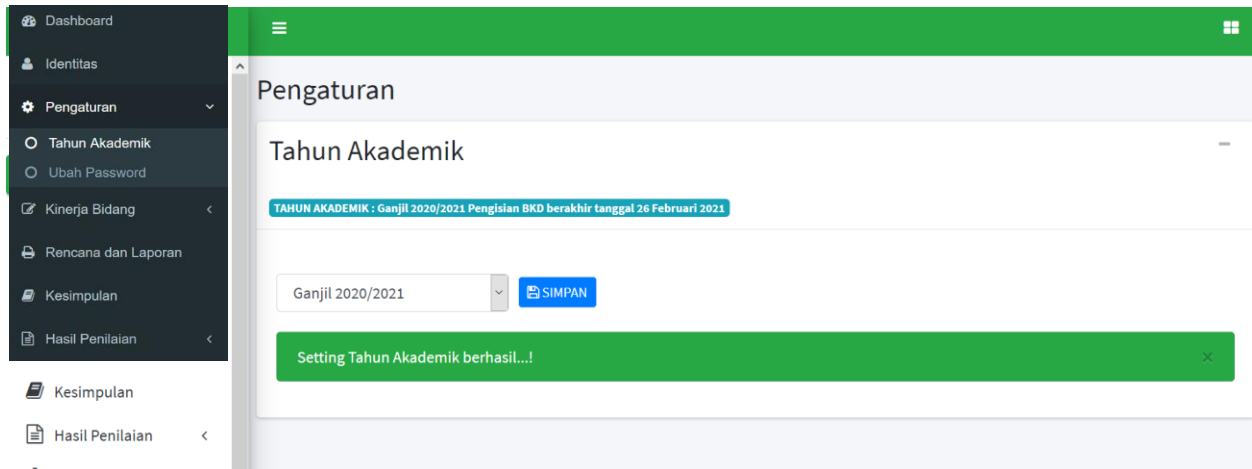 Dashboard
Identitas
Pengaturan
Tahun Akademik
Ubah Password
Kinerja Bidang
Rencana dan Laporan
Kesimpulan
Hasil Penilaian
Kesimpulan
Hasil Penilaian
Pengaturan
Tahun Akademik
TAHUN AKADEMIK : Ganjil 2020/2021 Pengisian BKD berakhir tanggal 26 Februari 2021
Ganjil 2020/2021
SIMPAN
Setting Tahun Akademik berhasil...!